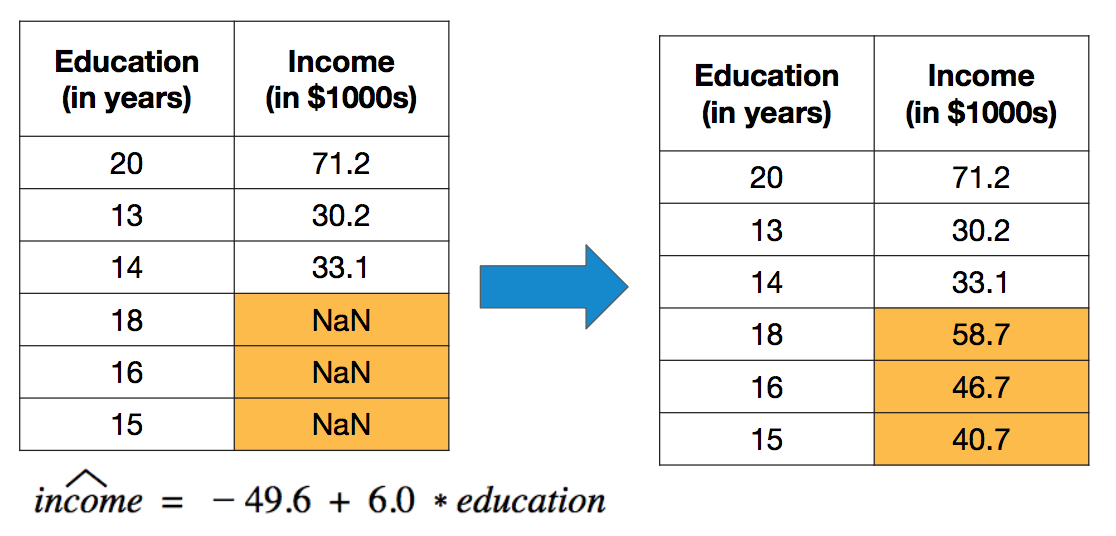 Education Income
(in years) (in $1000s)
20 71.2
13 30.2
14 33.1
18 NaN
16 NaN
15 NaN
Education Income
(in years) (in $1000s)
20 71.2
13 30.2
14 33.1
18 58.7
16 46.7
15 40.7
income^ = − 49.6 + 6.0 * education